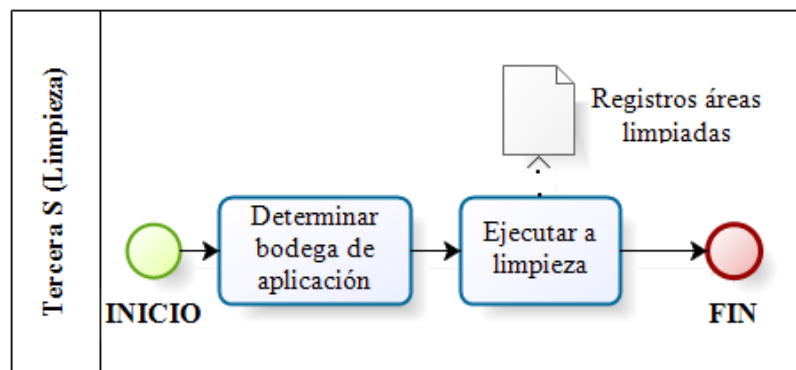 Tercera S (Limpieza)
Registros áreas
limpiadas
Determinar
bodega de
aplicación
Ejecutar a
limpieza
INICIO
FIN